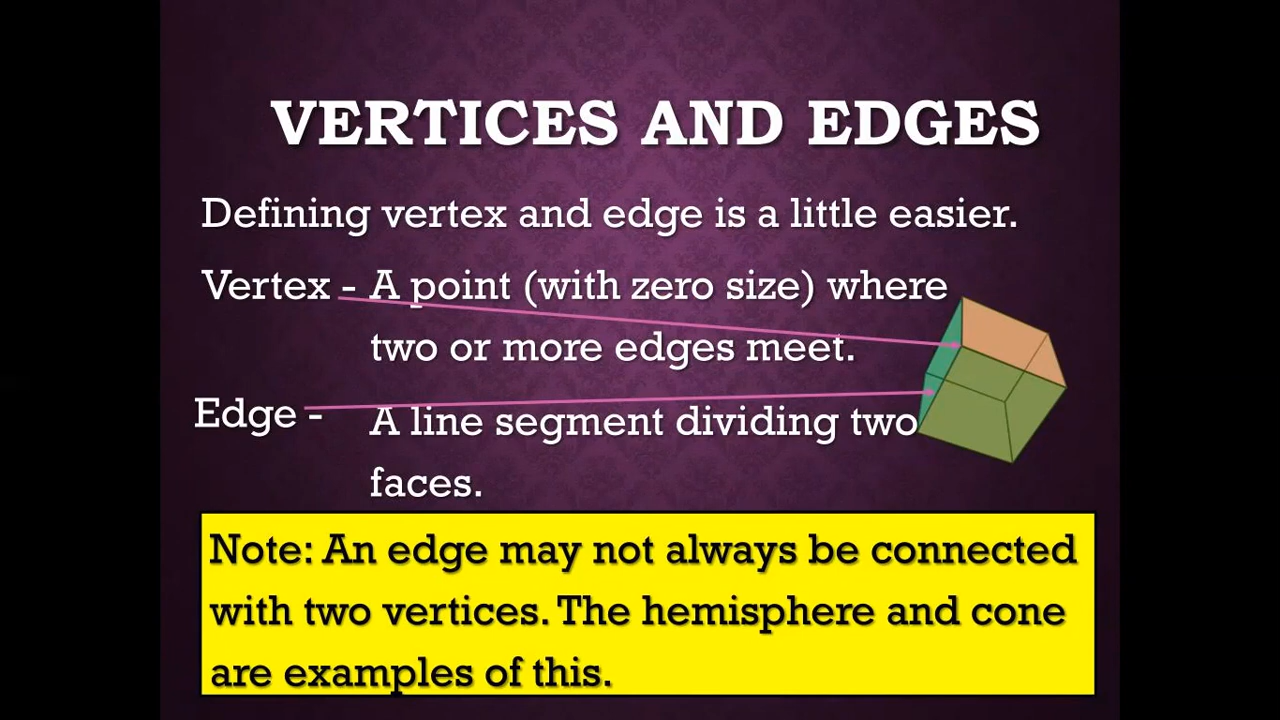 VERTICES AND EDGES
Defining vertex and edge is a little easier.
Vertex - A point (with zero size) where
two or more edges meet.
Edge - A line segment dividing two
faces.
Note: An edge may not always be connected
with two vertices. The hemisphere and cone
are examples of this.